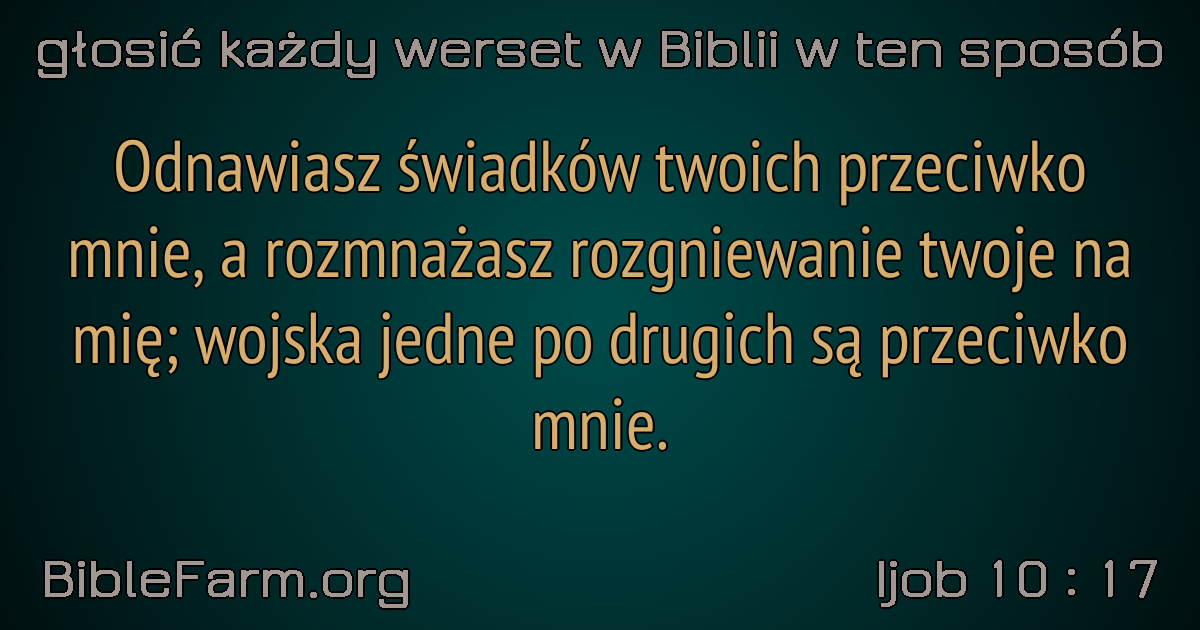 głosić każdy werset w Biblii w ten sposób
Odnawiasz świadków twoich przeciwko
mnie, a rozmnażasz rozgniewanie twoje na
mię; wojska jedne po drugich są przeciwko
mnie.
BibleFarm.org
Ijob 10 : 17